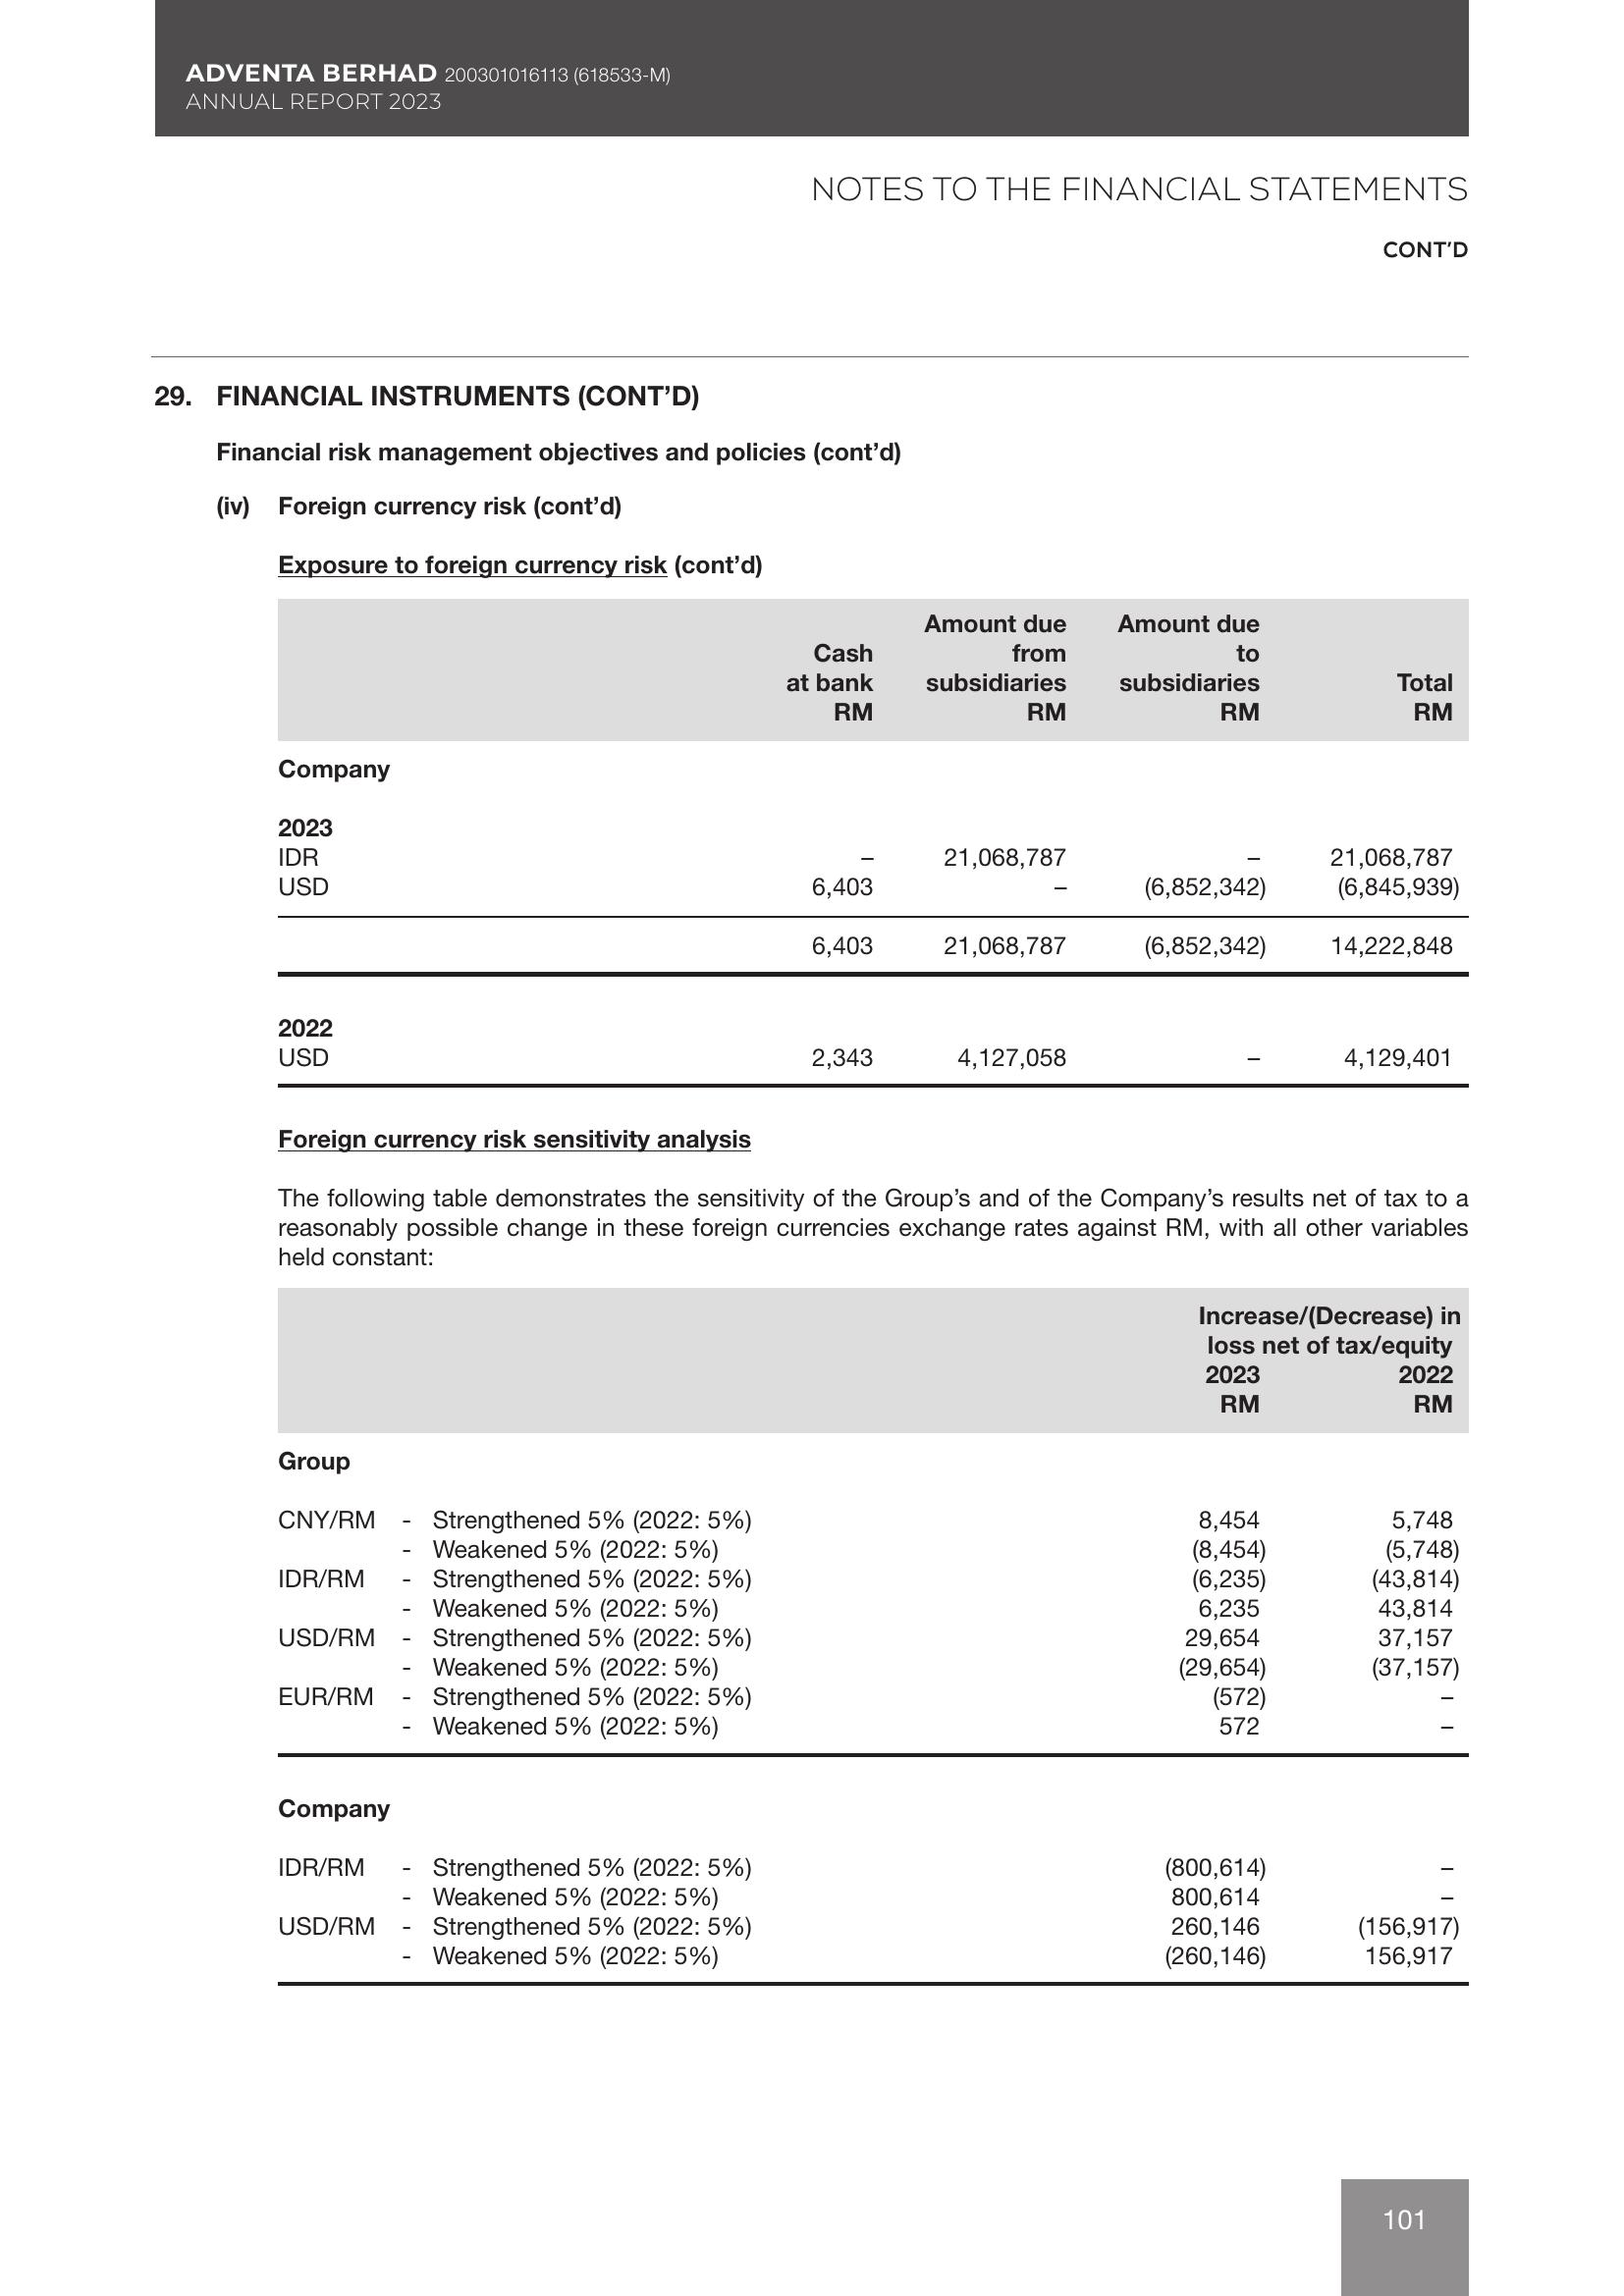 ADVENTA BERHAD 200301016113 (618533-M)
ANNUAL REPORT 2023
NOTES TO THE FINANCIAL STATEMENTS
CONT’D
29. FINANCIAL INSTRUMENTS (CONT’D)
Financial risk management objectives and policies (cont’d)
(iv) Foreign currency risk (cont’d)
Exposure to foreign currency risk (cont’d)
Amount due Amount due
Cash from to
at bank subsidiaries subsidiaries Total
RM RM RM RM
Company
2023
IDR – 21,068,787 – 21,068,787
USD 6,403 – (6,852,342) (6,845,939)
6,403 21,068,787 (6,852,342) 14,222,848
2022
USD 2,343 4,127,058 – 4,129,401
Foreign currency risk sensitivity analysis
The following table demonstrates the sensitivity of the Group’s and of the Company’s results net of tax to a
reasonably possible change in these foreign currencies exchange rates against RM, with all other variables
held constant:
Increase/(Decrease) in
loss net of tax/equity
2023 2022
RM RM
Group
CNY/RM - Strengthened 5% (2022: 5%) 8,454 5,748
- Weakened 5% (2022: 5%) (8,454) (5,748)
IDR/RM - Strengthened 5% (2022: 5%) (6,235) (43,814)
- Weakened 5% (2022: 5%) 6,235 43,814
USD/RM - Strengthened 5% (2022: 5%) 29,654 37,157
- Weakened 5% (2022: 5%) (29,654) (37,157)
EUR/RM - Strengthened 5% (2022: 5%) (572) –
- Weakened 5% (2022: 5%) 572 –
Company
IDR/RM - Strengthened 5% (2022: 5%) (800,614) –
- Weakened 5% (2022: 5%) 800,614 –
USD/RM - Strengthened 5% (2022: 5%) 260,146 (156,917)
- Weakened 5% (2022: 5%) (260,146) 156,917
101